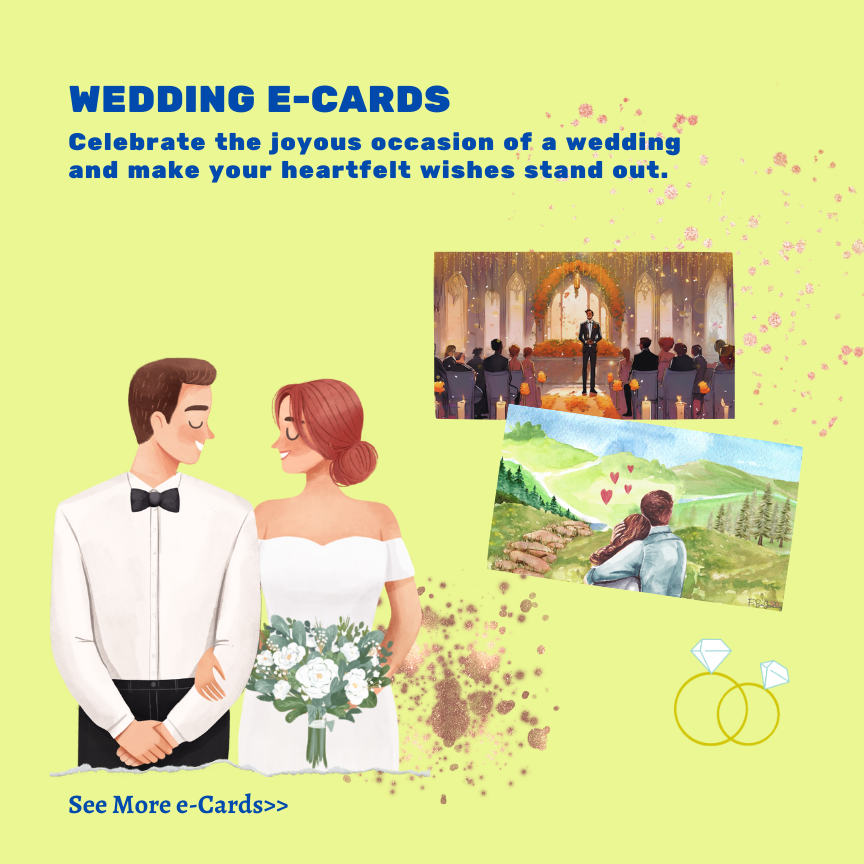 WEDDING E-CARDS
Celebrate the joyous occasion of a wedding
and make your heartfelt wishes stand out.
See More e-Cards>>